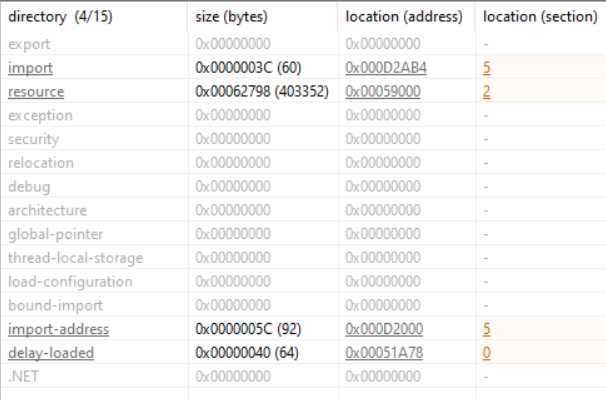 directory (4/15) size (bytes) location (address) location (section)
export 0x00000000 0x00000000 -
import 0x0000003C (60) 0x000D2AB4 5
resource 0x00062798 (403352) 0x00059000 2
exception 0x00000000 0x00000000 -
security 0x00000000 0x00000000 -
relocation 0x00000000 0x00000000 -
debug 0x00000000 0x00000000 -
architecture 0x00000000 0x00000000 -
global-pointer 0x00000000 0x00000000 -
thread-local-storage 0x00000000 0x00000000 -
load-configuration 0x00000000 0x00000000 -
bound-import 0x00000000 0x00000000 -
import-address 0x0000005C (92) 0x000D2000 5
delay-loaded 0x00000040 (64) 0x00051A78 0
.NET 0x00000000 0x00000000 -